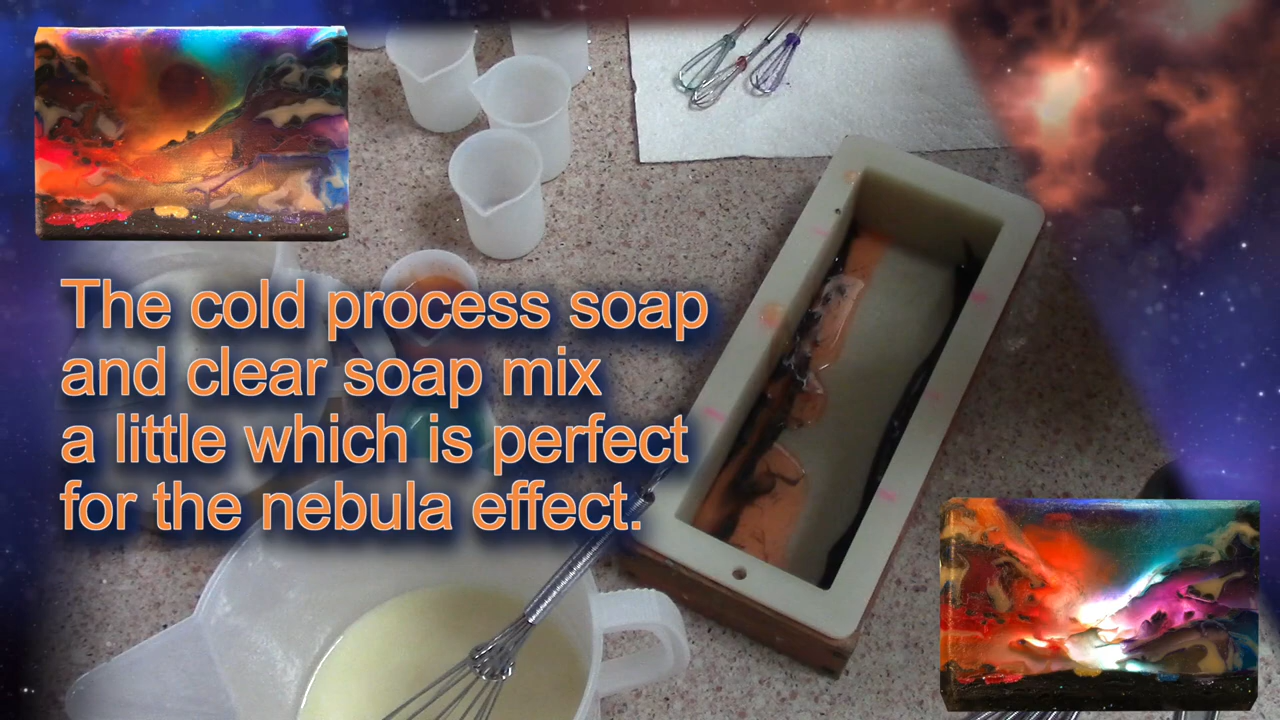 The cold process soap
and clear soap mix
a little which is perfect
for the nebula effect.